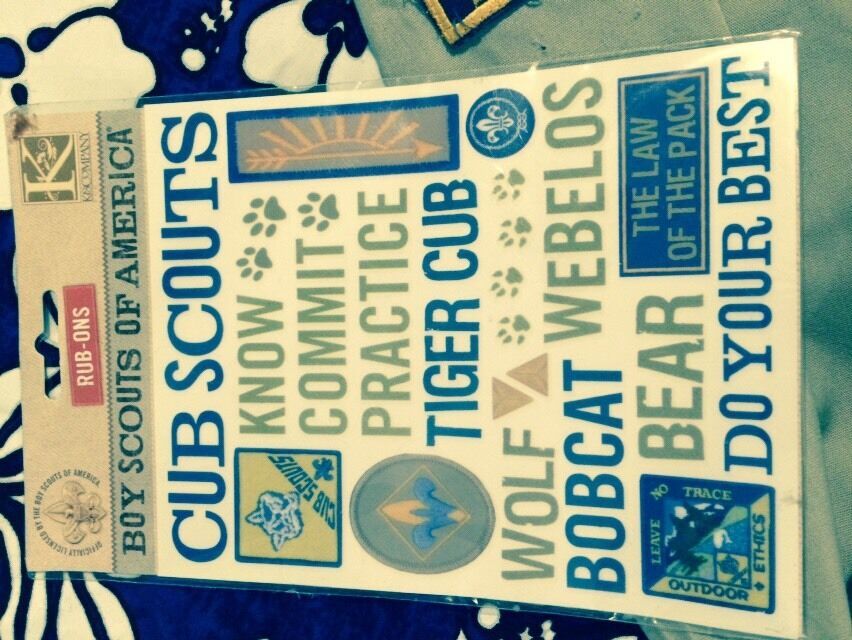 K
K&COMPANY
RUB-ONS
OFFICIALLY LICENSED BY THE BOY SCOUTS OF AMERICA
BOY SCOUTS OF AMERICA®
CUB SCOUTS
CUB SCOUTS
KNOW
COMMIT
PRACTICE
TIGER CUB
WOLF
WEBELOS
BOBCAT
BEAR
THE LAW
OF THE PACK
LEAVE NO TRACE
OUTDOOR ETHICS
DO YOUR BEST